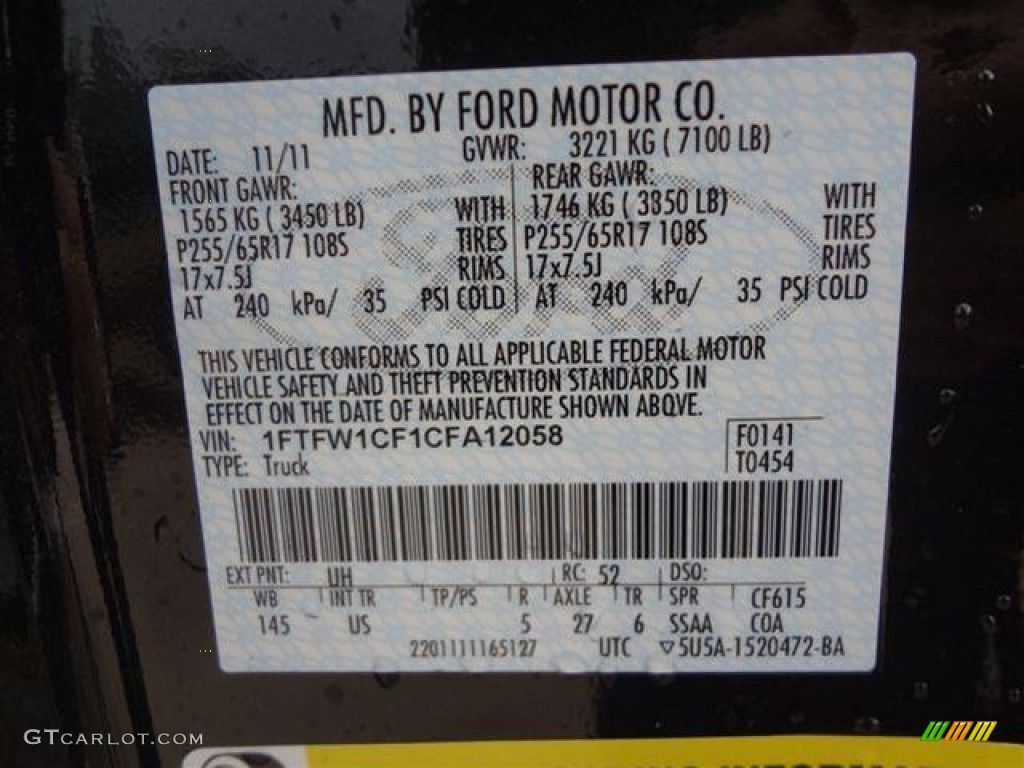 MFD. BY FORD MOTOR CO.
DATE: 11/11 GVWR: 3221 KG ( 7100 LB)
FRONT GAWR: REAR GAWR:
1565 KG ( 3450 LB) WITH 1746 KG ( 3850 LB) WITH
P255/65R17 108S TIRES P255/65R17 108S TIRES
17x7.5J RIMS 17x7.5J RIMS
AT 240 kPa/ 35 PSI COLD AT 240 kPa/ 35 PSI COLD
THIS VEHICLE CONFORMS TO ALL APPLICABLE FEDERAL MOTOR
VEHICLE SAFETY AND THEFT PREVENTION STANDARDS IN
EFFECT ON THE DATE OF MANUFACTURE SHOWN ABOVE.
VIN: 1FTFW1CF1CFA12058 F0141
TYPE: Truck T0454
EXT PNT: UH RC: 52 DSO:
WB INT TR TP/PS R AXLE TR SPR CF615
145 US 5 27 6 SSAA COA
2201111165127 UTC ▽5U5A-1520472-BA
GTCARLOT.COM